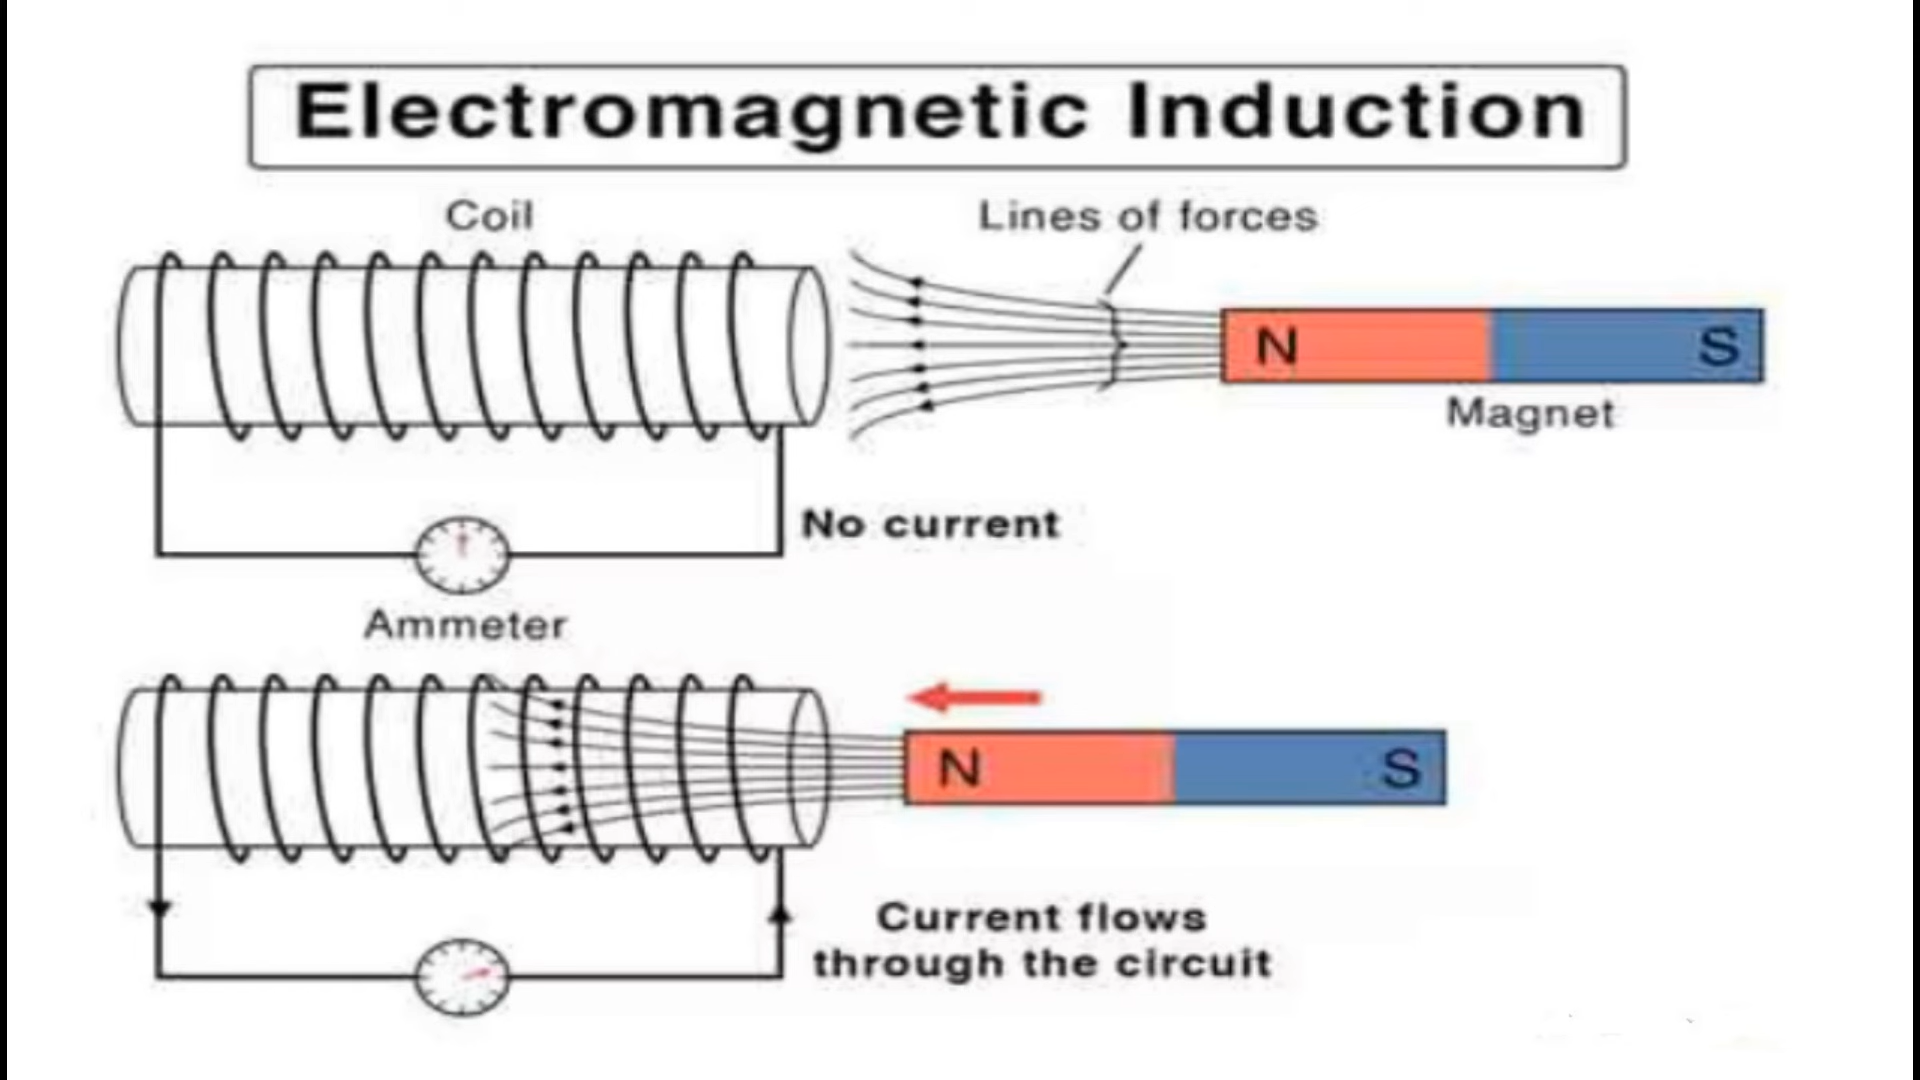 Electromagnetic Induction
Coil
Lines of forces
N
S
Magnet
No current
Ammeter
N
S
Current flows
through the circuit